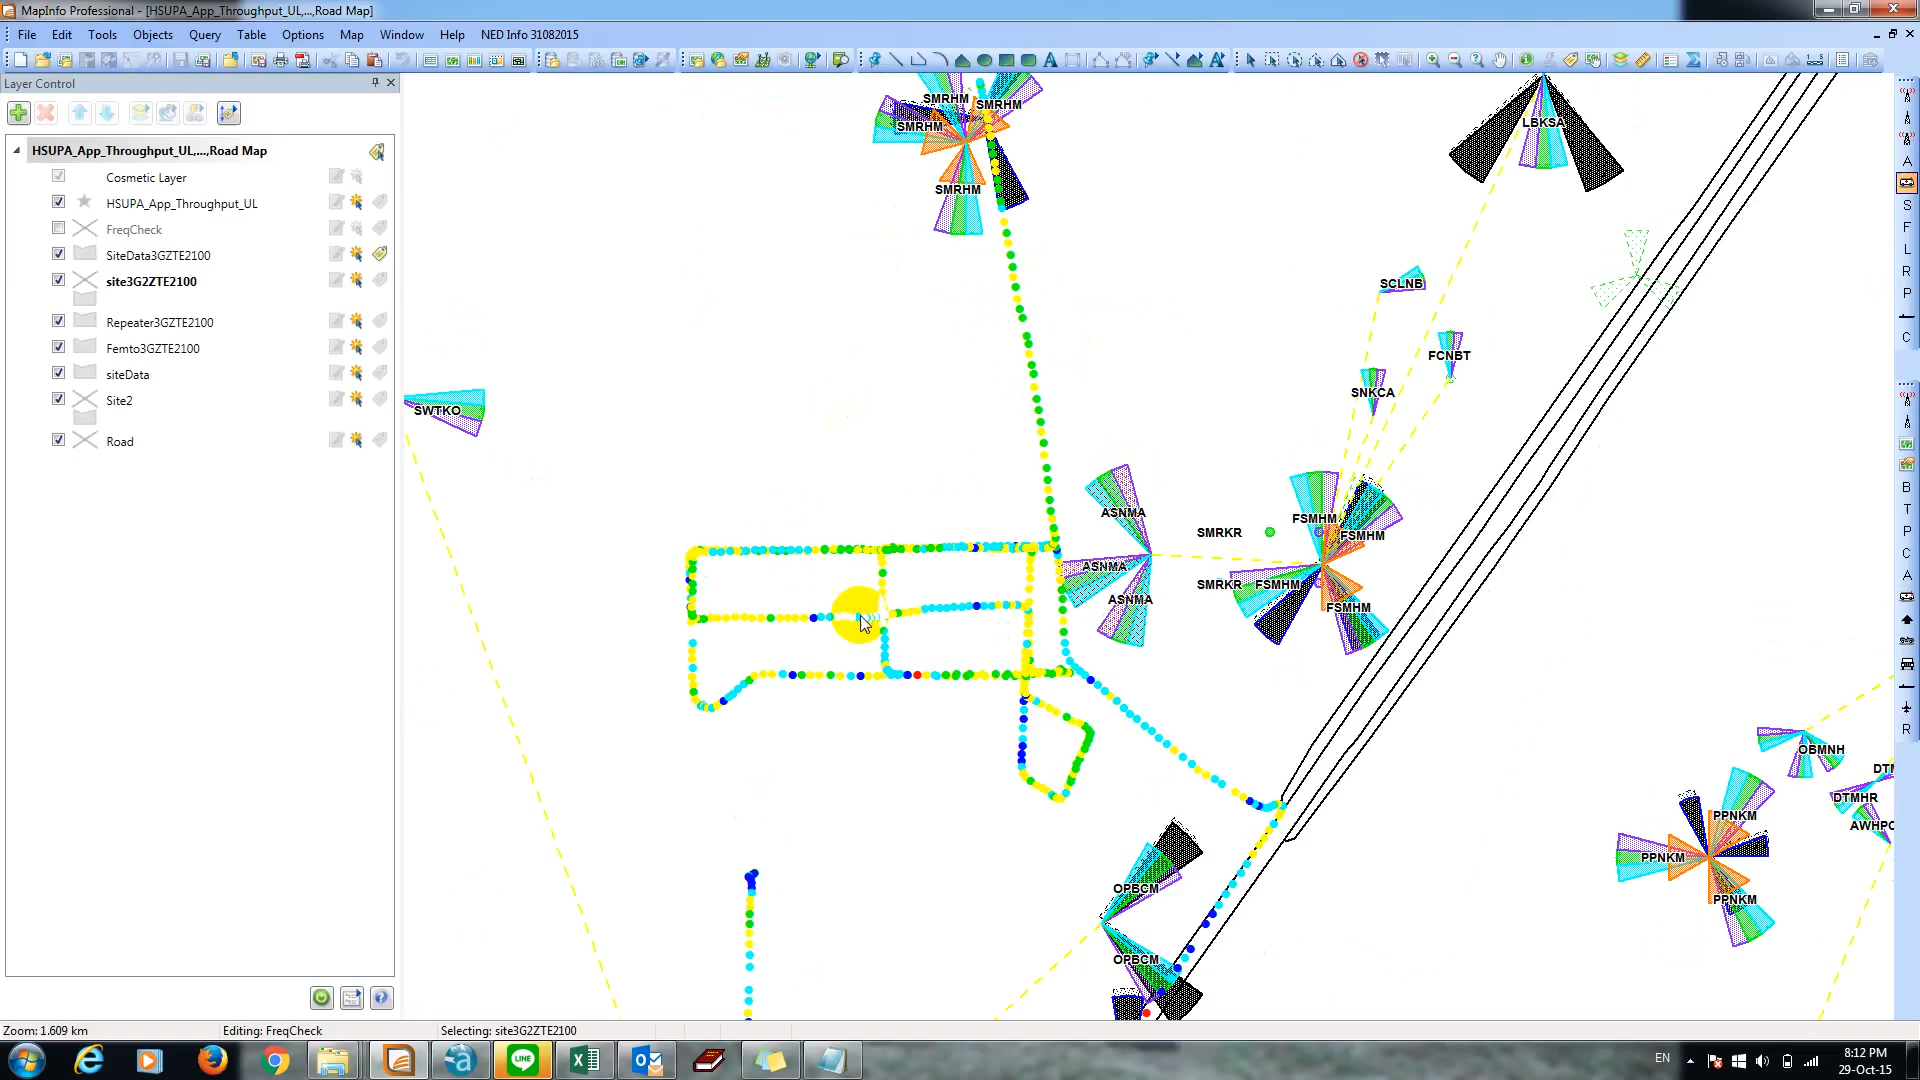 MapInfo Professional - [HSUPA_App_Throughput_UL,...,Road Map]
File Edit Tools Objects Query Table Options Map Window Help NED Info 31082015
Layer Control
HSUPA_App_Throughput_UL,...,Road Map
Cosmetic Layer
HSUPA_App_Throughput_UL
FreqCheck
SiteData3GZTE2100
site3G2ZTE2100
Repeater3GZTE2100
Femto3GZTE2100
siteData
Site2
Road
SMRHM
SMRHM
SMRHM
SMRHM
LBKSA
SCLNB
FCNBT
SNKCA
SWTKO
ASNMA
ASNMA
ASNMA
SMRKR
FSMHM
FSMHM
SMRKR
FSMHM
FSMHM
OBMNH
DTMHR
PPNKM
PPNKM
PPNKM
OPBCM
OPBCM
A
S
F
L
R
P
C
B
T
P
C
A
R
Zoom: 1.609 km
Editing: FreqCheck
Selecting: site3G2ZTE2100
LINE
EN
8:12 PM
29-Oct-15